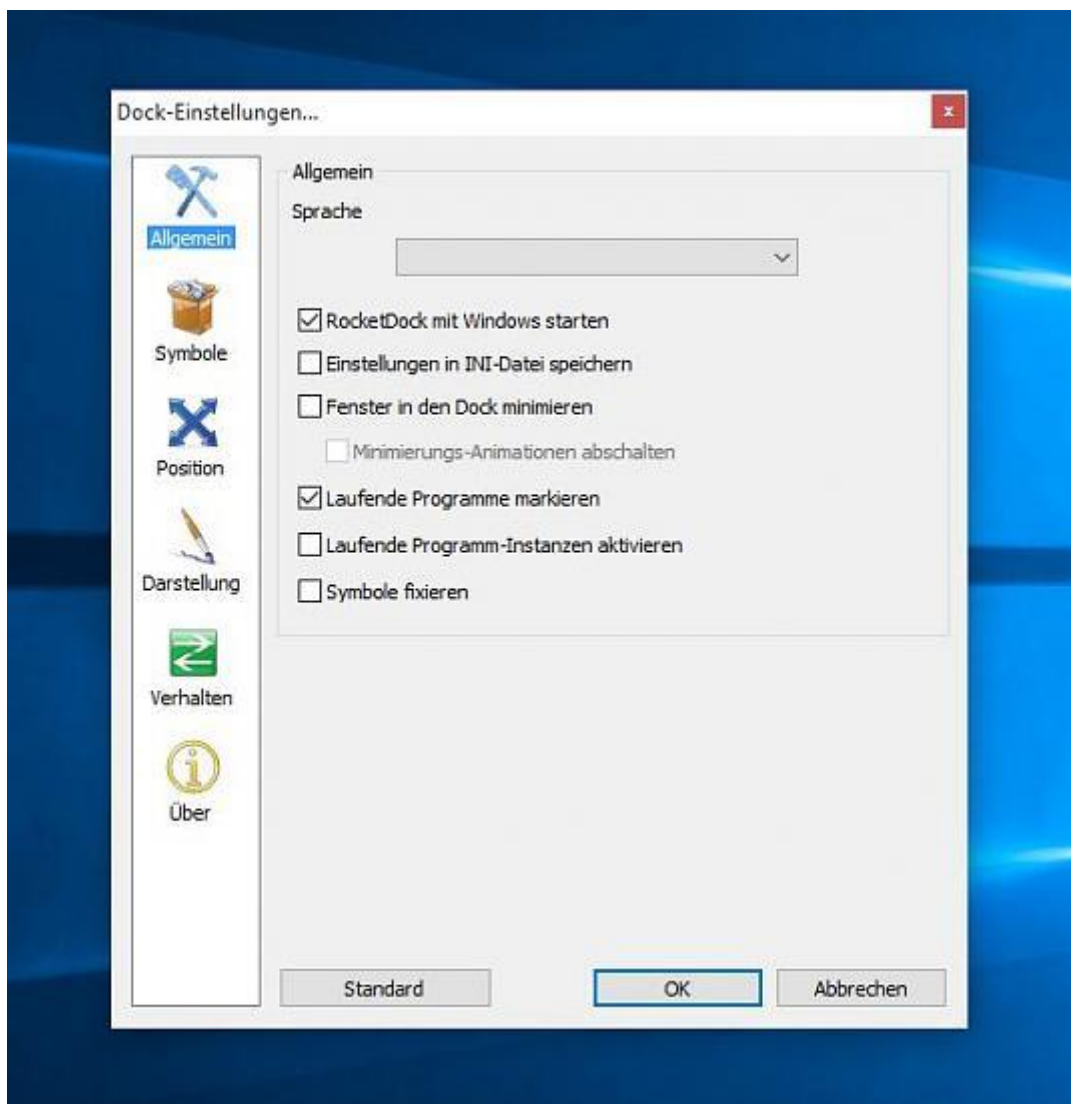 Dock-Einstellungen...
Allgemein
Symbole
Position
Darstellung
Verhalten
Über
Allgemein
Sprache
RocketDock mit Windows starten
Einstellungen in INI-Datei speichern
Fenster in den Dock minimieren
Minimierungs-Animationen abschalten
Laufende Programme markieren
Laufende Programm-Instanzen aktivieren
Symbole fixieren
Standard
OK
Abbrechen